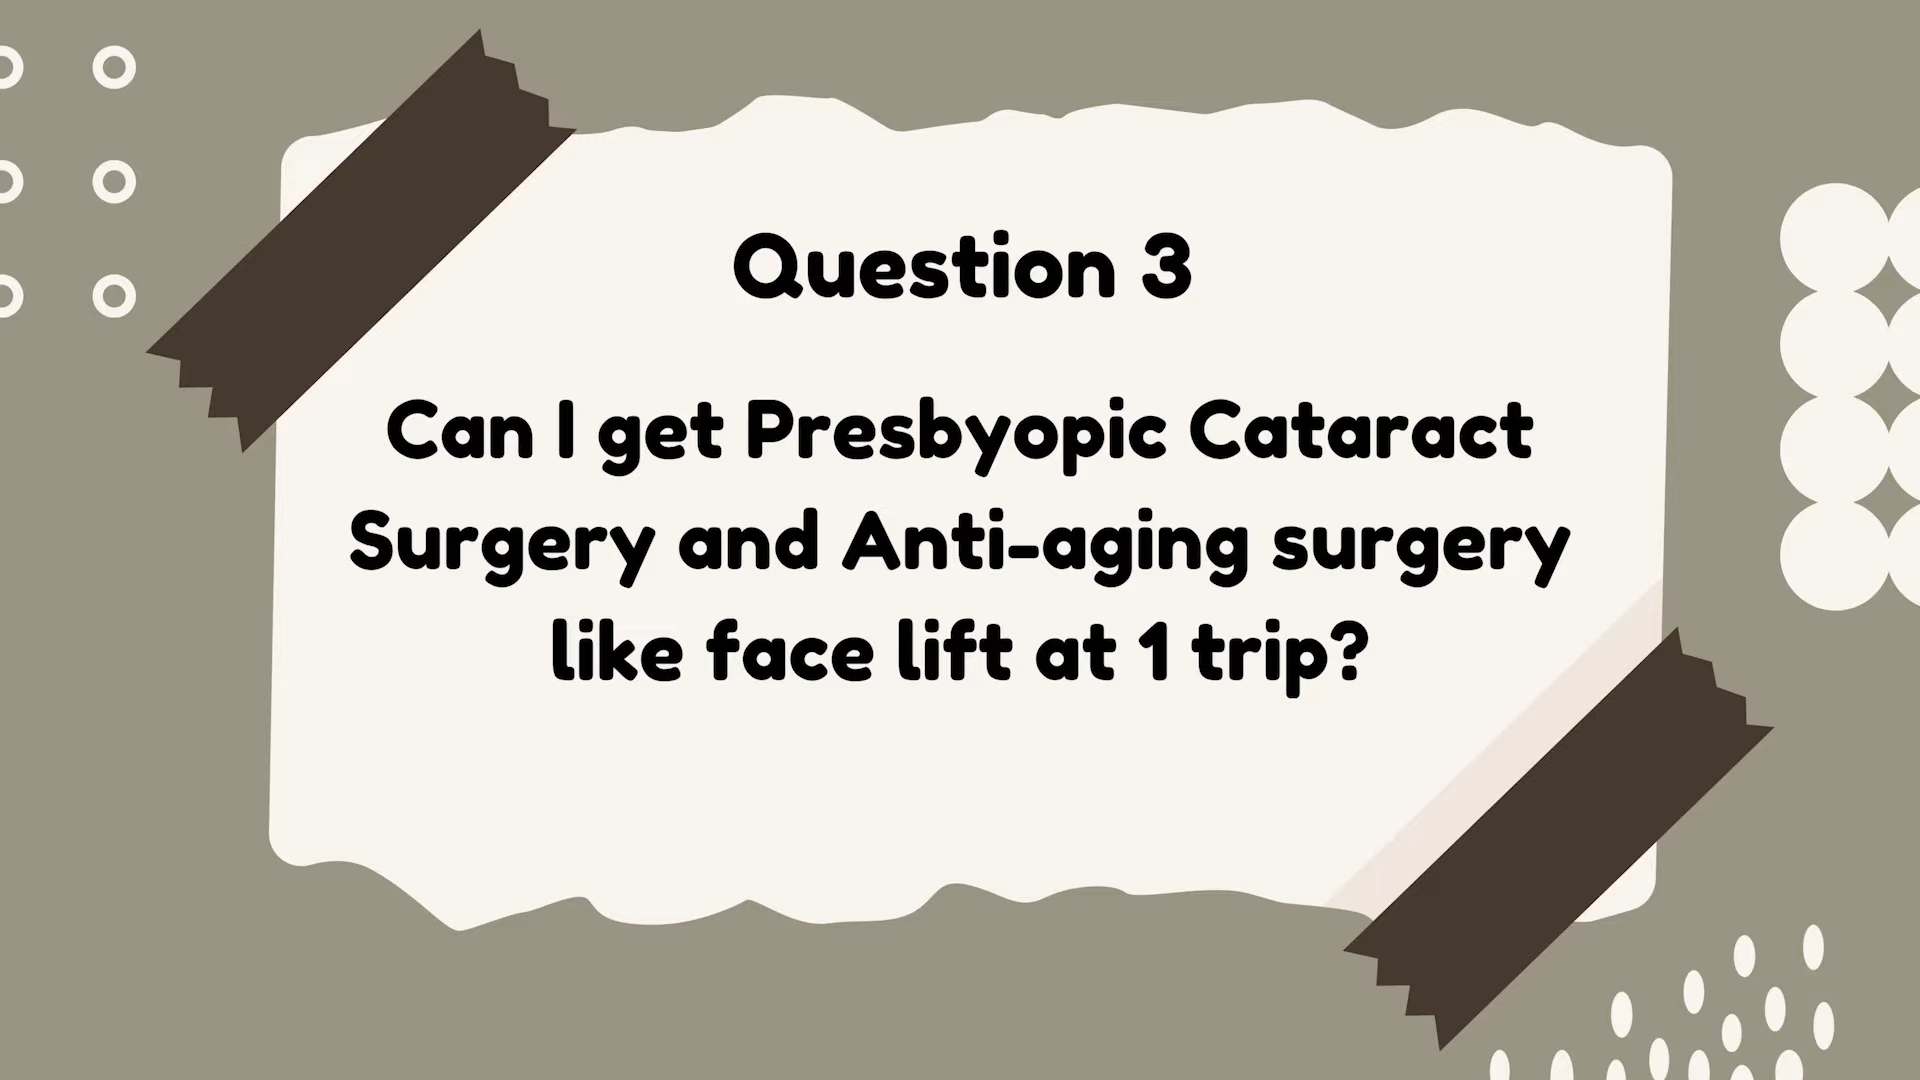 Question 3
Can I get Presbyopic Cataract
Surgery and Anti-aging surgery
like face lift at 1 trip?